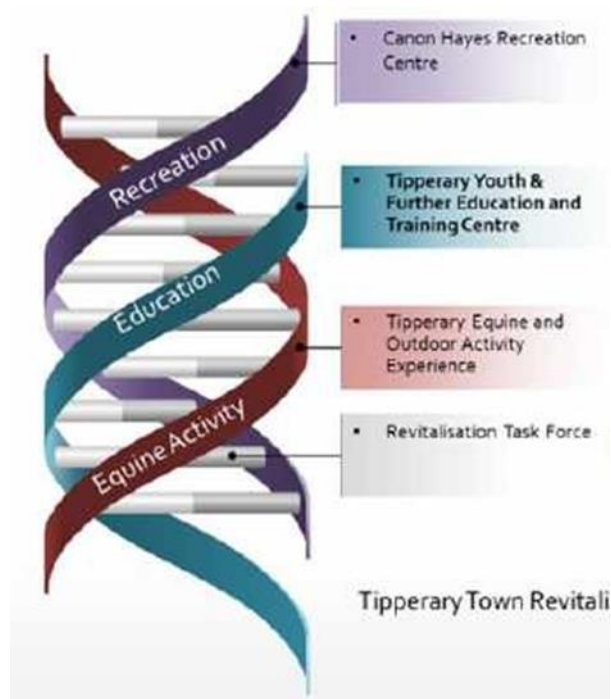 • Canon Hayes Recreation
Centre
Recreation
• Tipperary Youth &
Further Education and
Training Centre
Education
• Tipperary Equine and
Outdoor Activity
Experience
Equine Activity
• Revitalisation Task Force
Tipperary Town Revitali